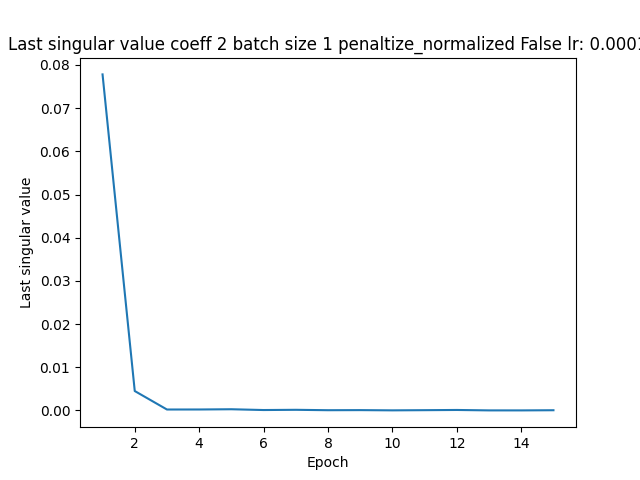 Last singular value coeff 2 batch size 1 penaltize_normalized False lr: 0.0001
0.08
0.07
0.06
0.05
0.04
0.03
0.02
0.01
0.00
Last singular value
2 4 6 8 10 12 14
Epoch